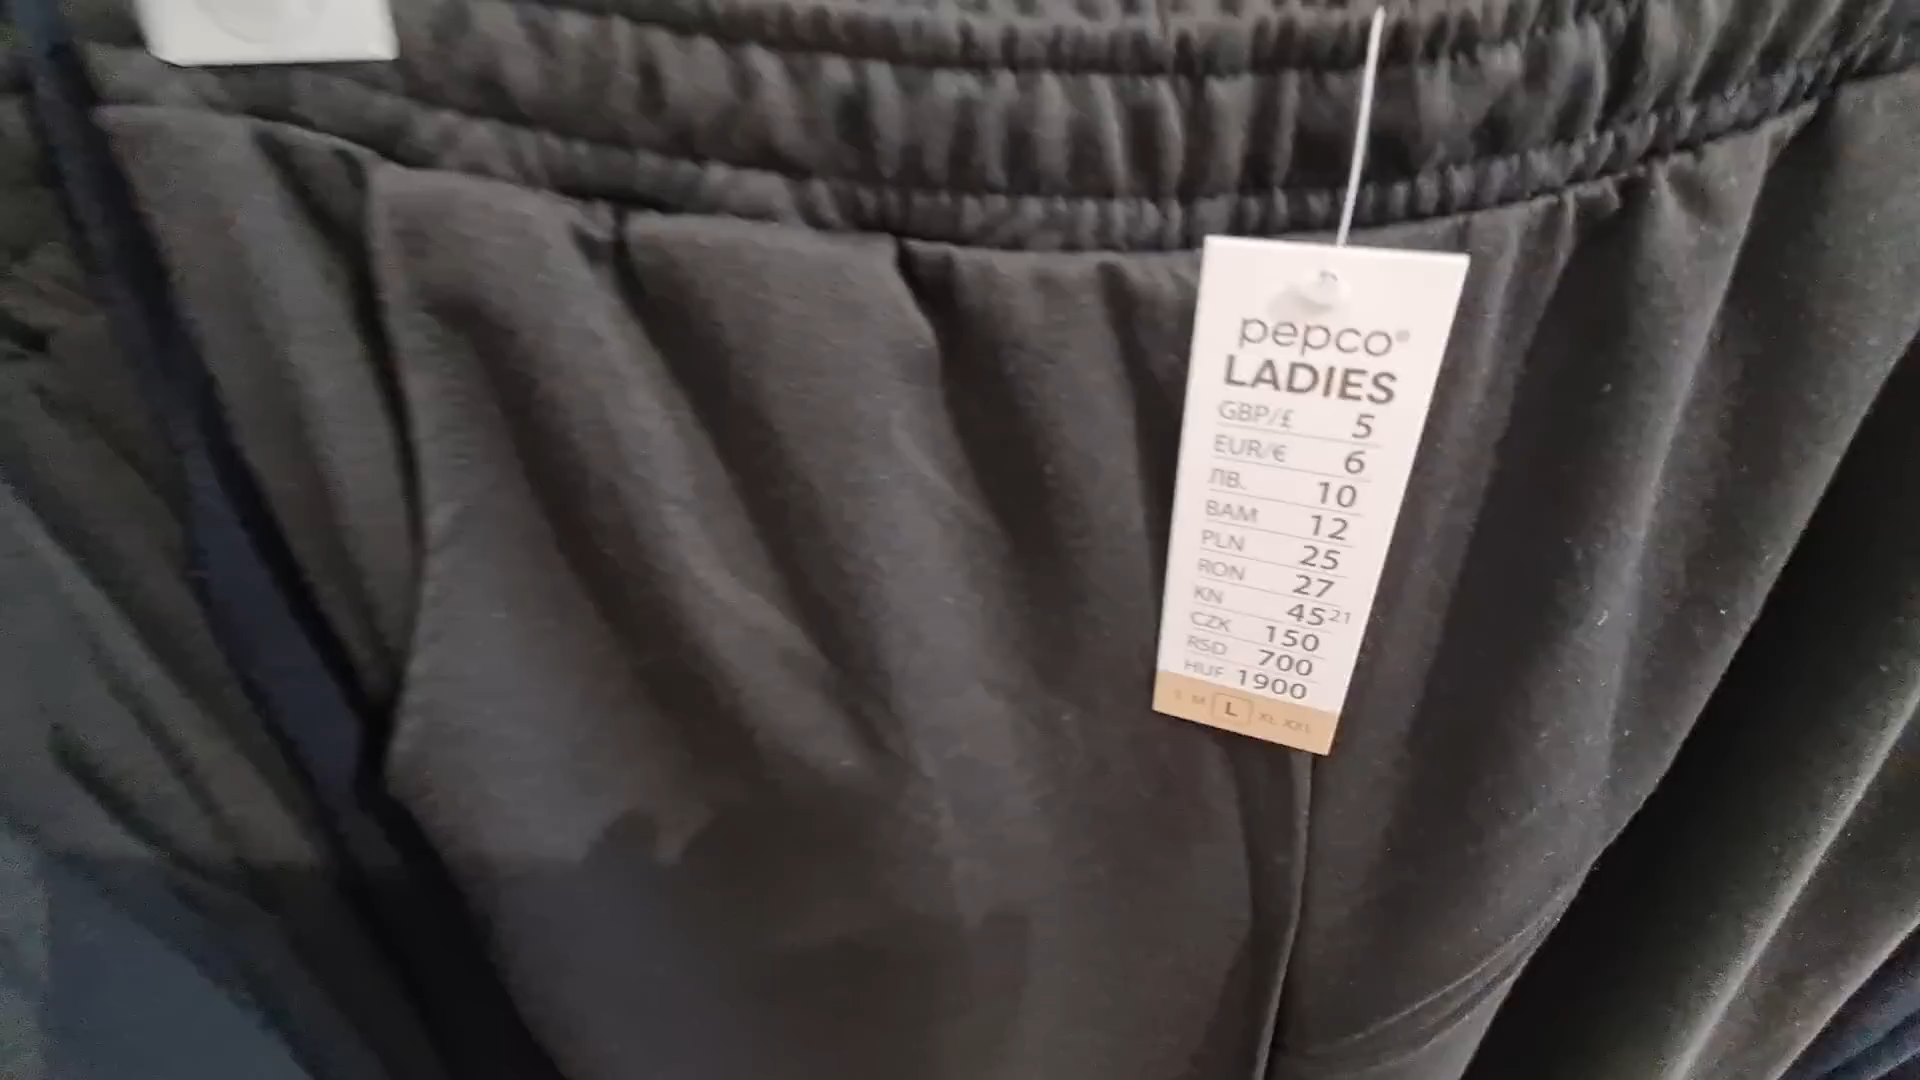 pepco®
LADIES
GBP/£ 5
EUR/€ 6
ЛВ. 10
BAM 12
PLN 25
RON 27
KN 45²¹
CZK 150
RSD 700
HUF 1900
S M L XL XXL